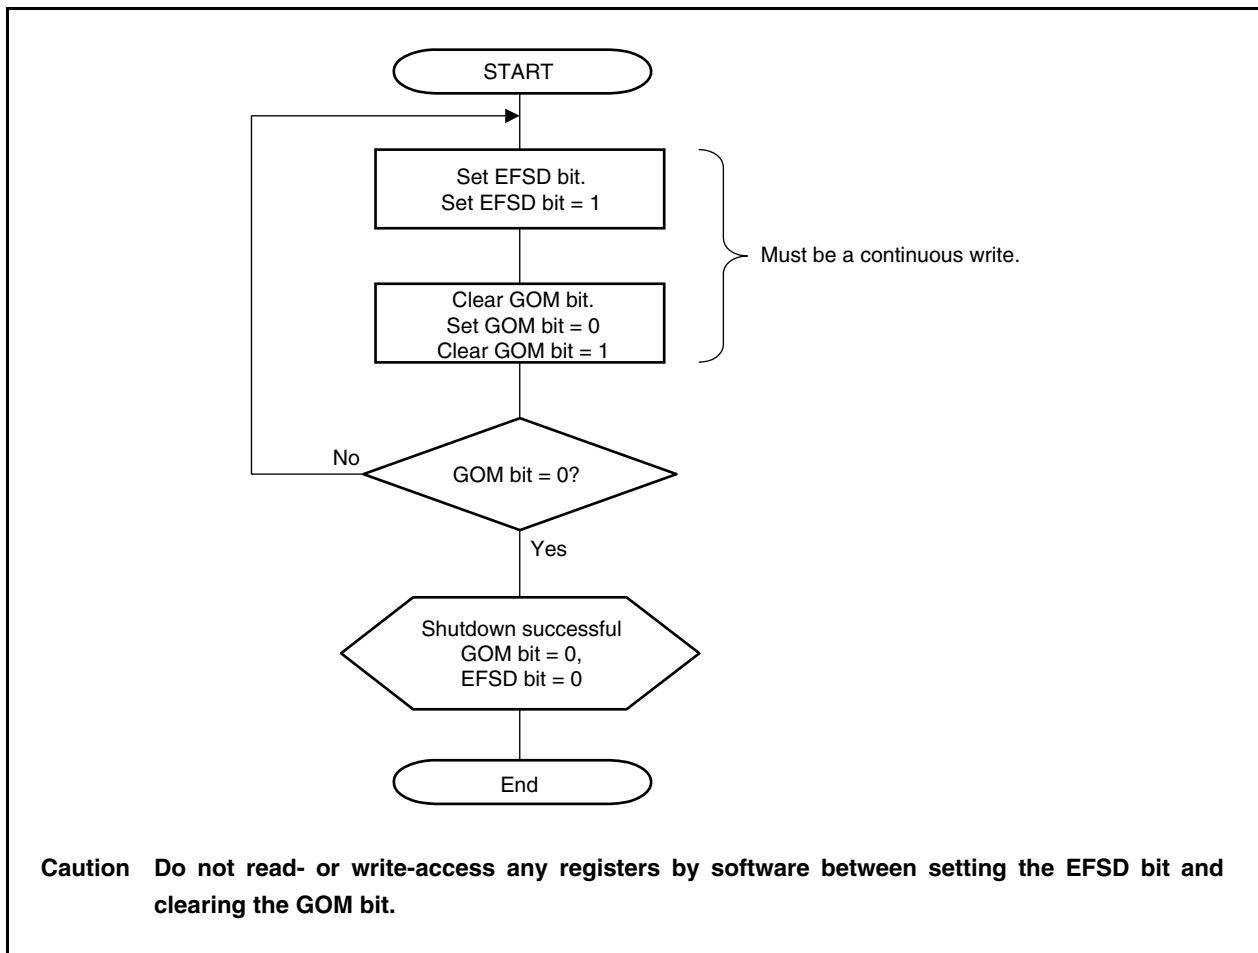 START
Set EFSD bit.
Set EFSD bit = 1
Must be a continuous write.
Clear GOM bit.
Set GOM bit = 0
Clear GOM bit = 1
No
GOM bit = 0?
Yes
Shutdown successful
GOM bit = 0,
EFSD bit = 0
End
Caution Do not read- or write-access any registers by software between setting the EFSD bit and
clearing the GOM bit.